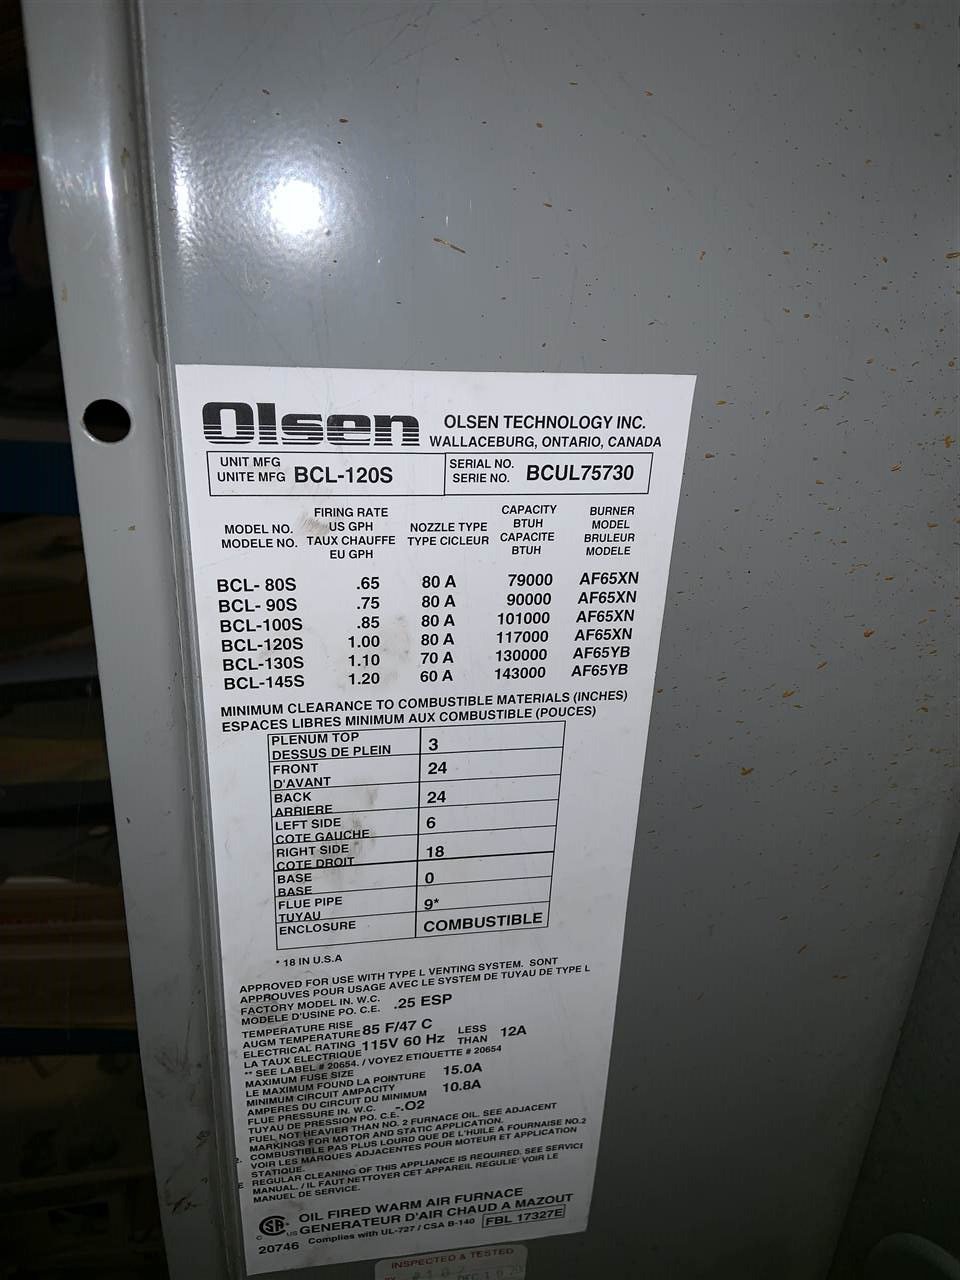 Olsen
OLSEN TECHNOLOGY INC.
WALLACEBURG, ONTARIO, CANADA
UNIT MFG
UNITE MFG BCL-120S
SERIAL NO.
SERIE NO. BCUL75730
MODEL NO.
MODELE NO.
FIRING RATE
US GPH
TAUX CHAUFFE
EU GPH
NOZZLE TYPE
TYPE CICLEUR
CAPACITY
BTUH
CAPACITE
BTUH
BURNER
MODEL
BRULEUR
MODELE
BCL- 80S .65 80 A 79000 AF65XN
BCL- 90S .75 80 A 90000 AF65XN
BCL-100S .85 80 A 101000 AF65XN
BCL-120S 1.00 80 A 117000 AF65XN
BCL-130S 1.10 70 A 130000 AF65YB
BCL-145S 1.20 60 A 143000 AF65YB
MINIMUM CLEARANCE TO COMBUSTIBLE MATERIALS (INCHES)
ESPACES LIBRES MINIMUM AUX COMBUSTIBLE (POUCES)
PLENUM TOP
DESSUS DE PLEIN 3
FRONT
D'AVANT 24
BACK
ARRIERE 24
LEFT SIDE
COTE GAUCHE 6
RIGHT SIDE
COTE DROIT 18
BASE
BASE 0
FLUE PIPE
TUYAU 9*
ENCLOSURE COMBUSTIBLE
* 18 IN U.S.A
APPROVED FOR USE WITH TYPE L VENTING SYSTEM. SONT
APPROUVES POUR USAGE AVEC LE SYSTEM DE TUYAU DE TYPE L
FACTORY MODEL IN. W.C.
MODELE D'USINE PO. C.E. .25 ESP
TEMPERATURE RISE
AUGM TEMPERATURE 85 F/47 C
ELECTRICAL RATING
LA TAUX ELECTRIQUE 115V 60 Hz LESS THAN 12A
** SEE LABEL # 20654. / VOYEZ ETIQUETTE # 20654
MAXIMUM FUSE SIZE
LE MAXIMUM FOUND LA POINTURE 15.0A
MINIMUM CIRCUIT AMPACITY
AMPERES DU CIRCUIT DU MINIMUM 10.8A
FLUE PRESSURE IN. W.C.
TUYAU DE PRESSION PO. C.E. -.02
FUEL NOT HEAVIER THAN NO. 2 FURNACE OIL. SEE ADJACENT
MARKINGS FOR MOTOR AND STATIC APPLICATION.
COMBUSTIBLE PAS PLUS LOURD QUE DE L'HUILE A FOURNAISE NO.2
VOIR LES MARQUES ADJACENTES POUR MOTEUR ET APPLICATION
STATIQUE.
REGULAR CLEANING OF THIS APPLIANCE IS REQUIRED. SEE SERVICE
MANUAL. / IL FAUT NETTOYER CET APPAREIL REGULIE' VOIR LE
MANUEL DE SERVICE.
OIL FIRED WARM AIR FURNACE
GENERATEUR D'AIR CHAUD A MAZOUT
20746 Complies with UL-727 / CSA B-140 FBL 17327E
INSPECTED & TESTED